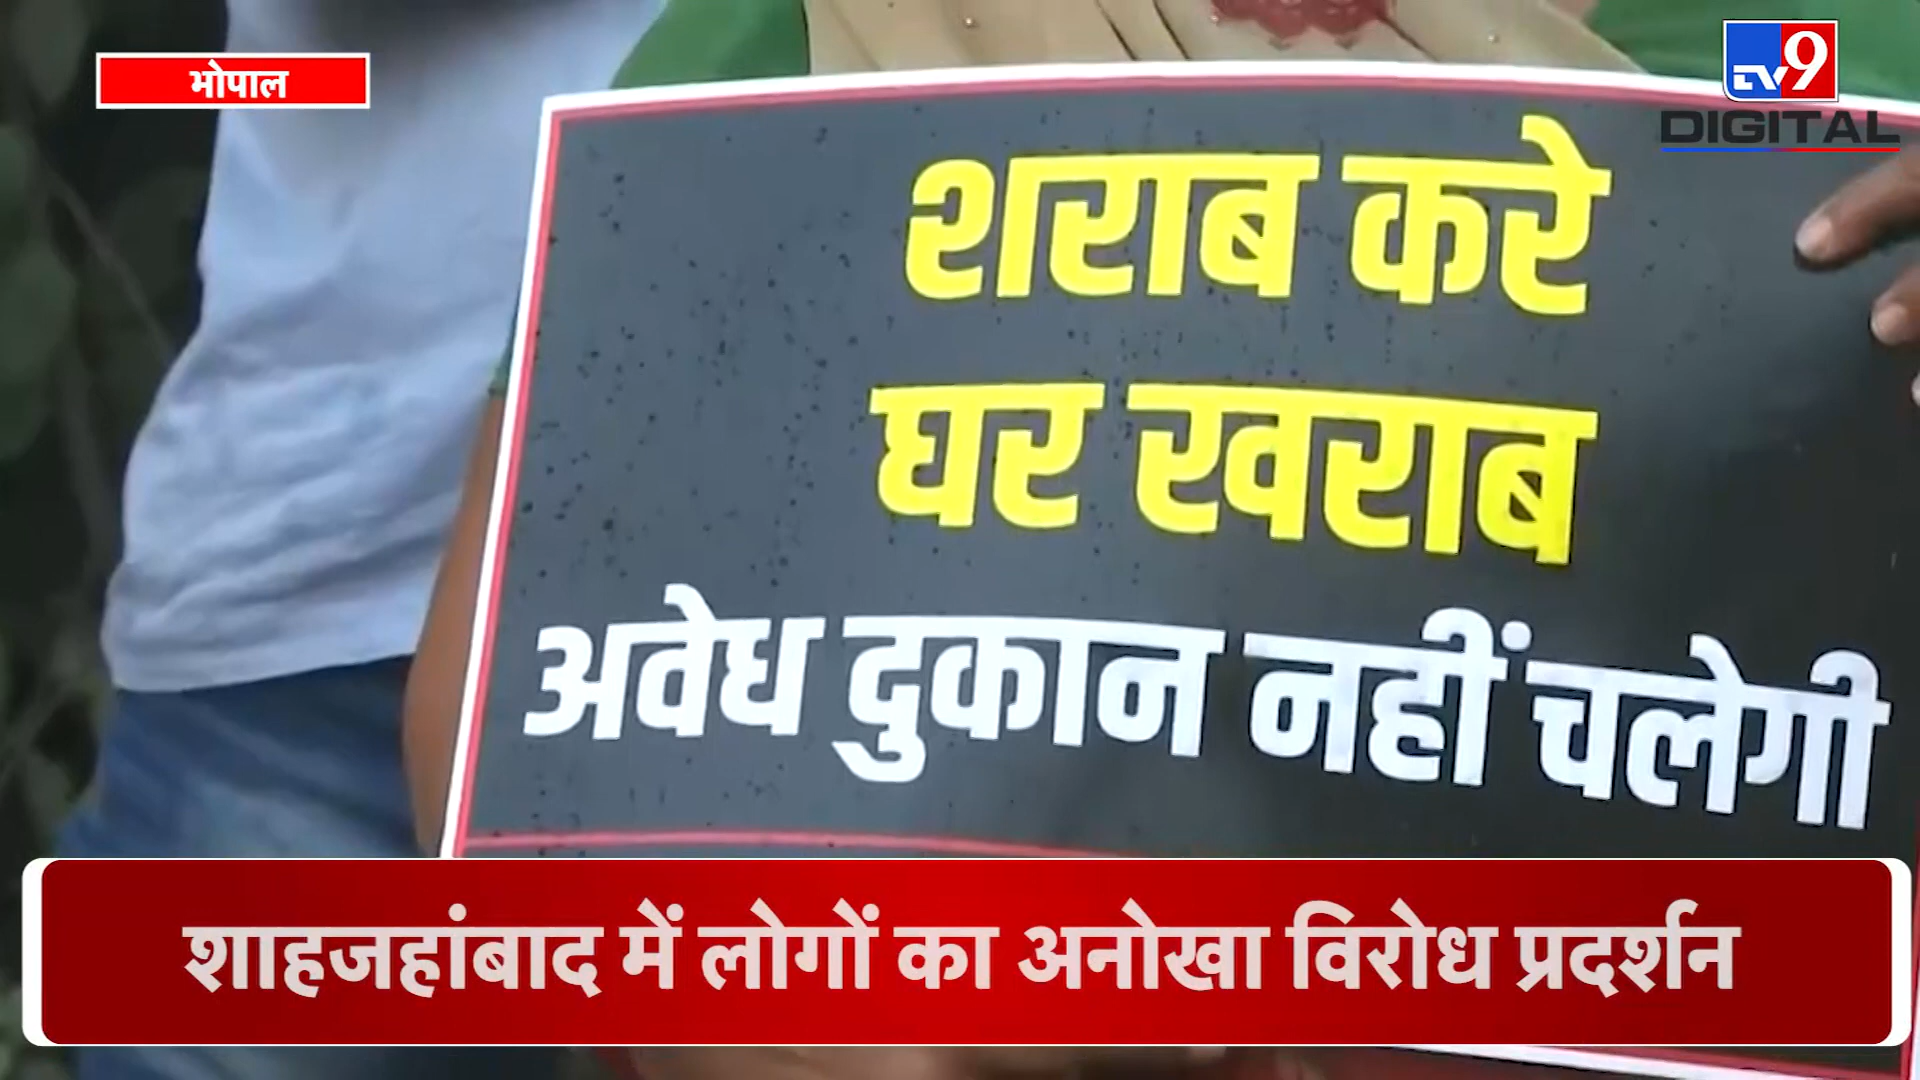 भोपाल
TV9
DIGITAL
शराब करे
घर खराब
अवेध दुकान नहीं चलेगी
शाहजहांबाद में लोगों का अनोखा विरोध प्रदर्शन